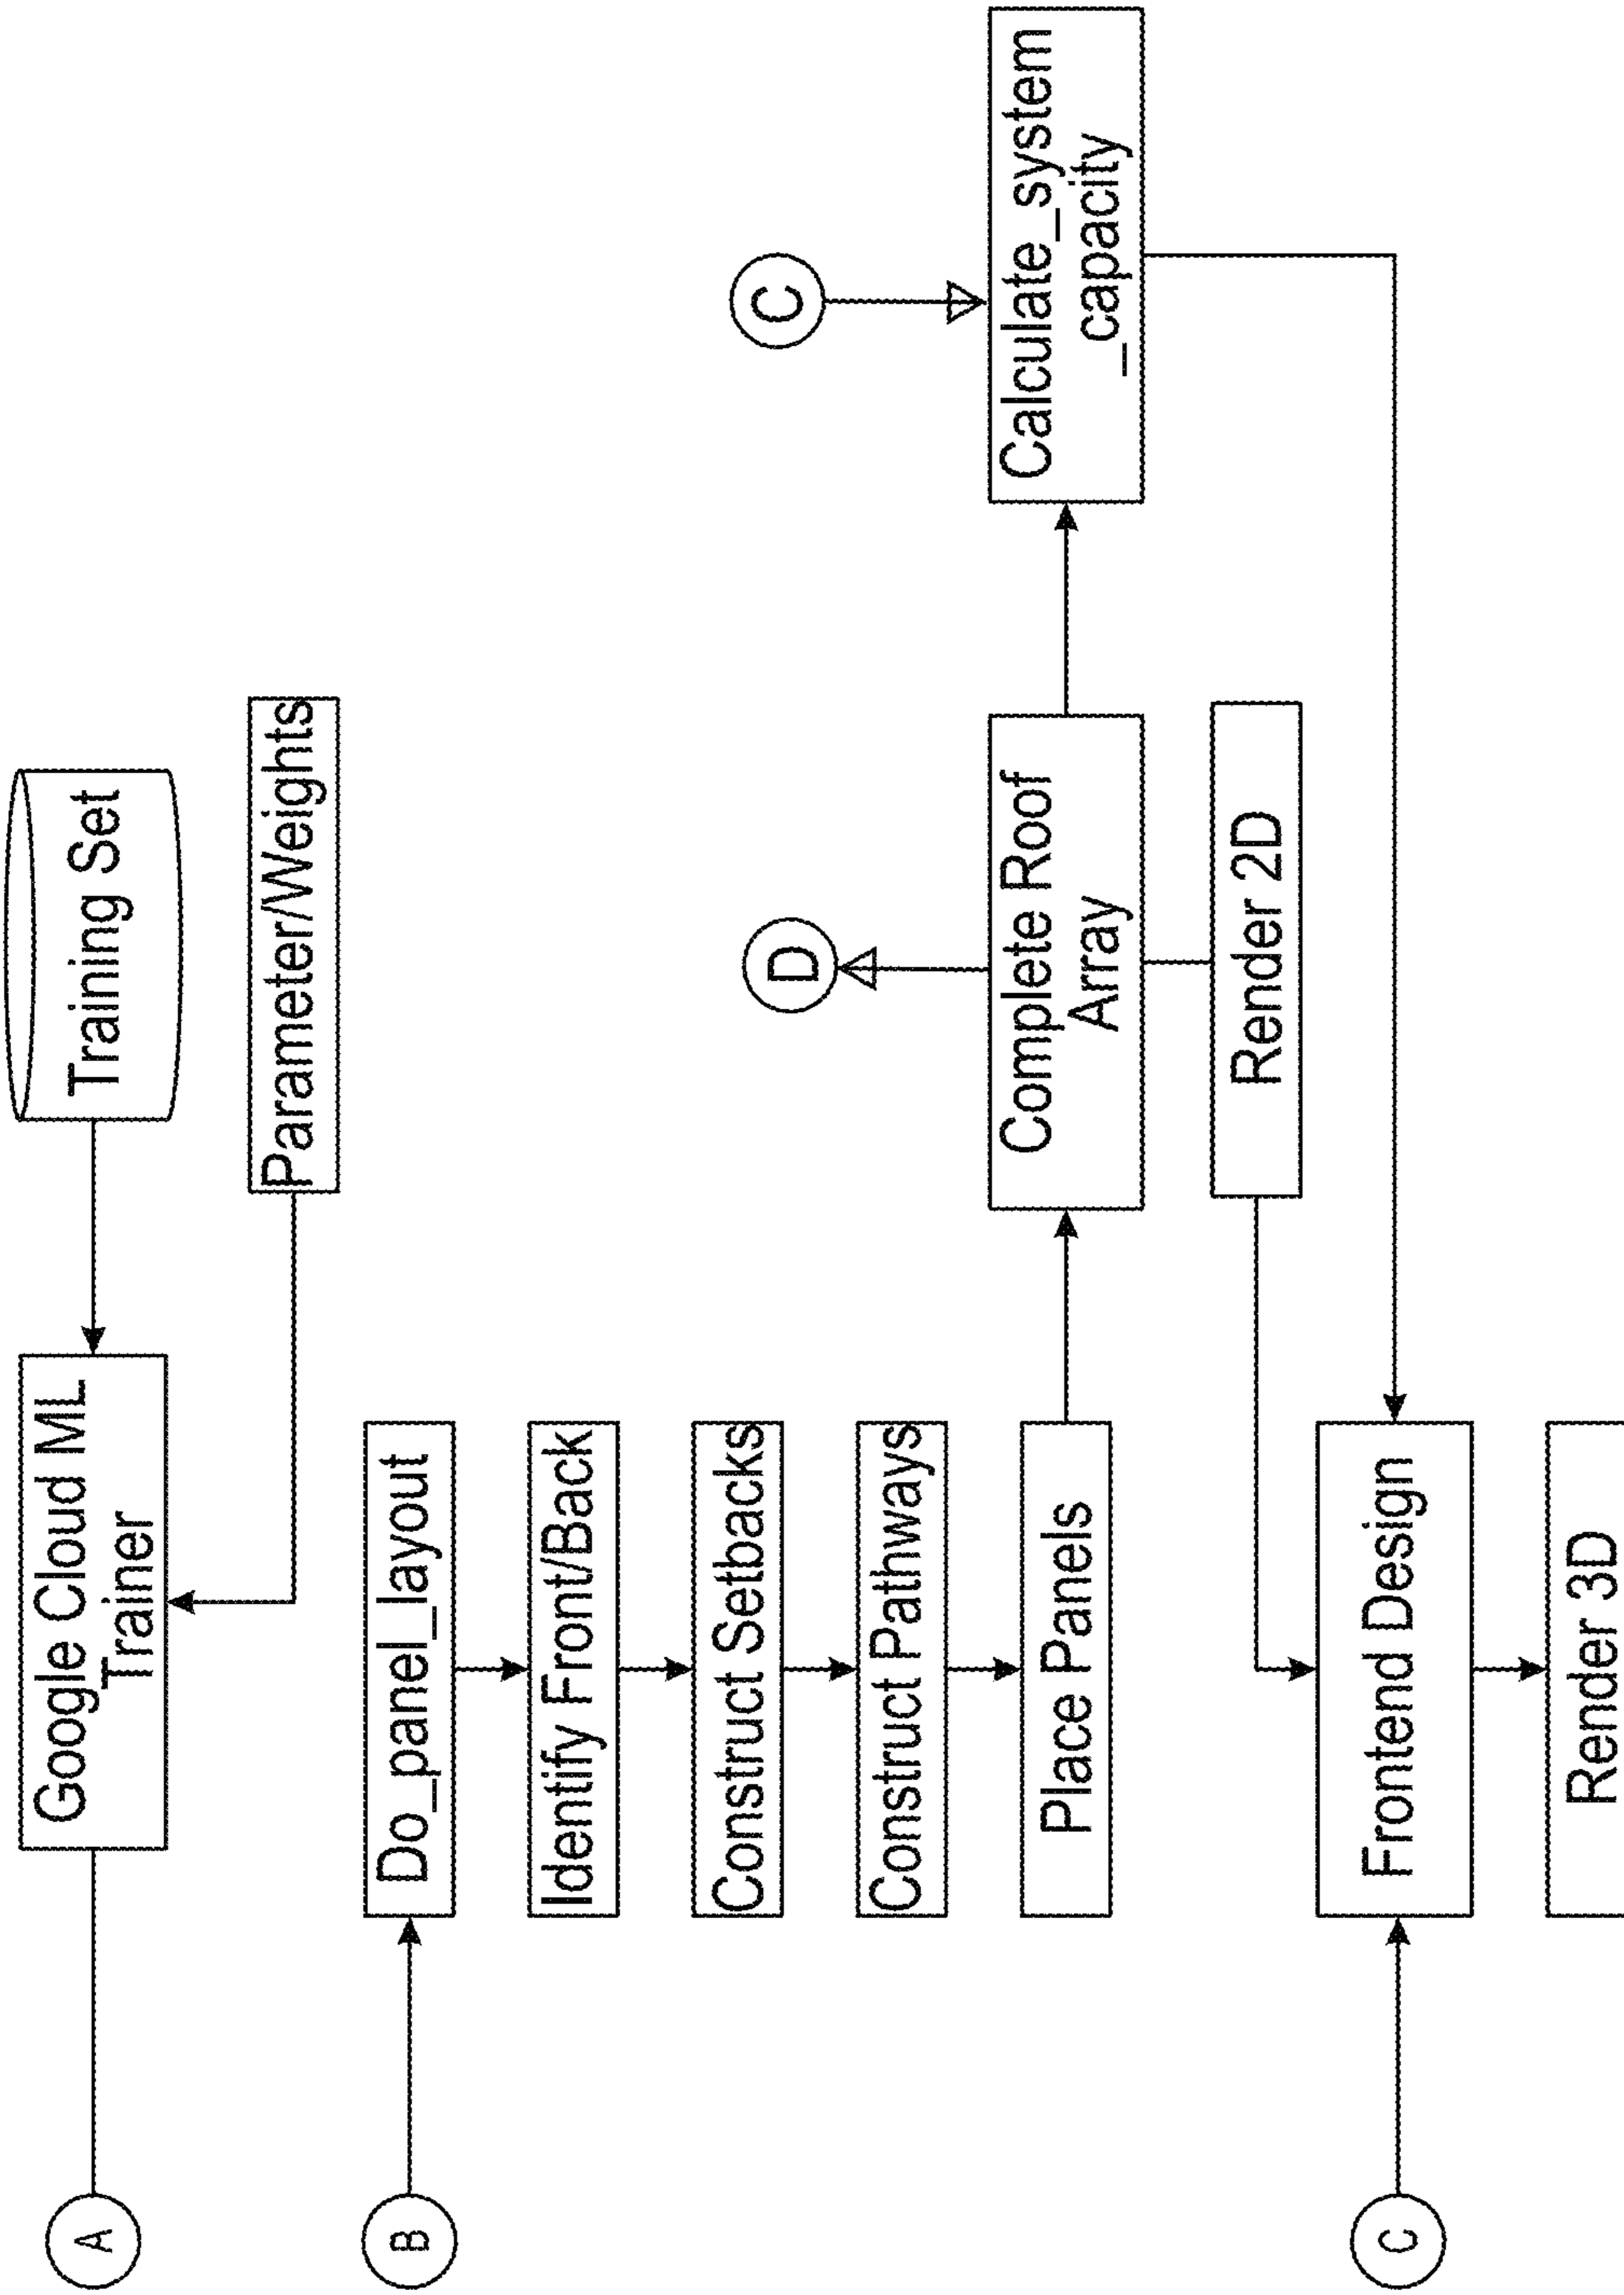 A
Google Cloud ML
Trainer
Training Set
Parameter/Weights
B
Do_panel_layout
Identify Front/Back
Construct Setbacks
Construct Pathways
Place Panels
D
C
Complete Roof
Array
Calculate_system
_capacity
Render 2D
C
Frontend Design
Render 3D